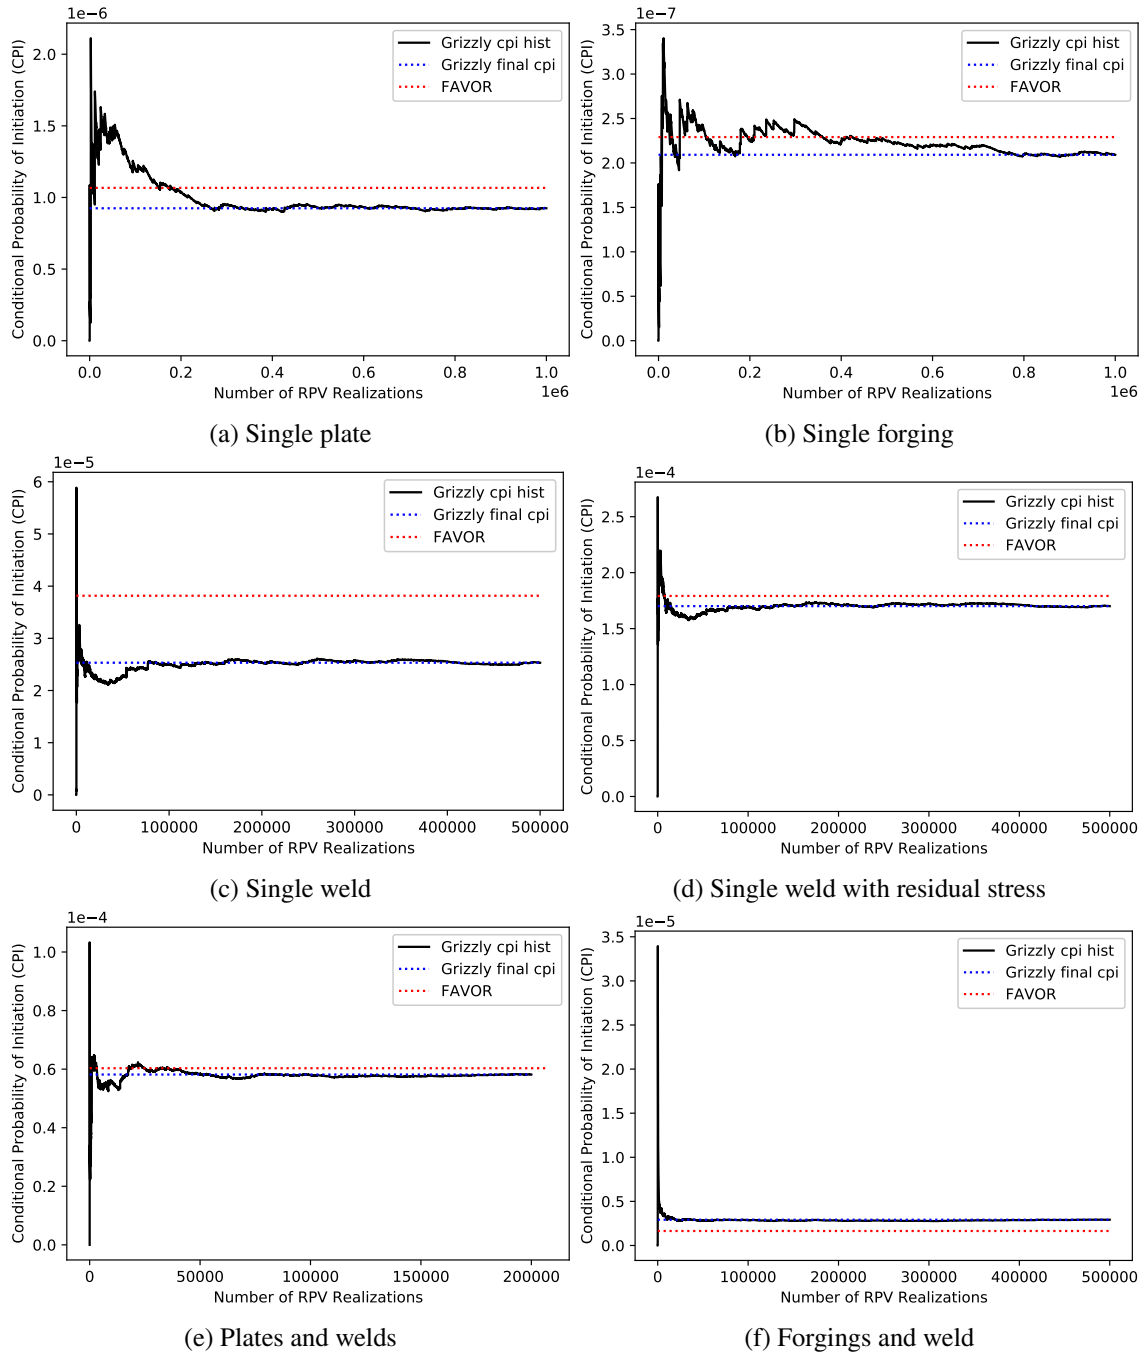 1e−6
Conditional Probability of Initiation (CPI)
2.0
1.5
1.0
0.5
0.0
Grizzly cpi hist
Grizzly final cpi
FAVOR
0.0 0.2 0.4 0.6 0.8 1.0
Number of RPV Realizations 1e6
(a) Single plate
1e−7
Conditional Probability of Initiation (CPI)
3.5
3.0
2.5
2.0
1.5
1.0
0.5
0.0
Grizzly cpi hist
Grizzly final cpi
FAVOR
0.0 0.2 0.4 0.6 0.8 1.0
Number of RPV Realizations 1e6
(b) Single forging
1e−5
Conditional Probability of Initiation (CPI)
6
5
4
3
2
1
0
Grizzly cpi hist
Grizzly final cpi
FAVOR
0 100000 200000 300000 400000 500000
Number of RPV Realizations
(c) Single weld
1e−4
Conditional Probability of Initiation (CPI)
2.5
2.0
1.5
1.0
0.5
0.0
Grizzly cpi hist
Grizzly final cpi
FAVOR
0 100000 200000 300000 400000 500000
Number of RPV Realizations
(d) Single weld with residual stress
1e−4
Conditional Probability of Initiation (CPI)
1.0
0.8
0.6
0.4
0.2
0.0
Grizzly cpi hist
Grizzly final cpi
FAVOR
0 50000 100000 150000 200000
Number of RPV Realizations
(e) Plates and welds
1e−5
Conditional Probability of Initiation (CPI)
3.5
3.0
2.5
2.0
1.5
1.0
0.5
0.0
Grizzly cpi hist
Grizzly final cpi
FAVOR
0 100000 200000 300000 400000 500000
Number of RPV Realizations
(f) Forgings and weld